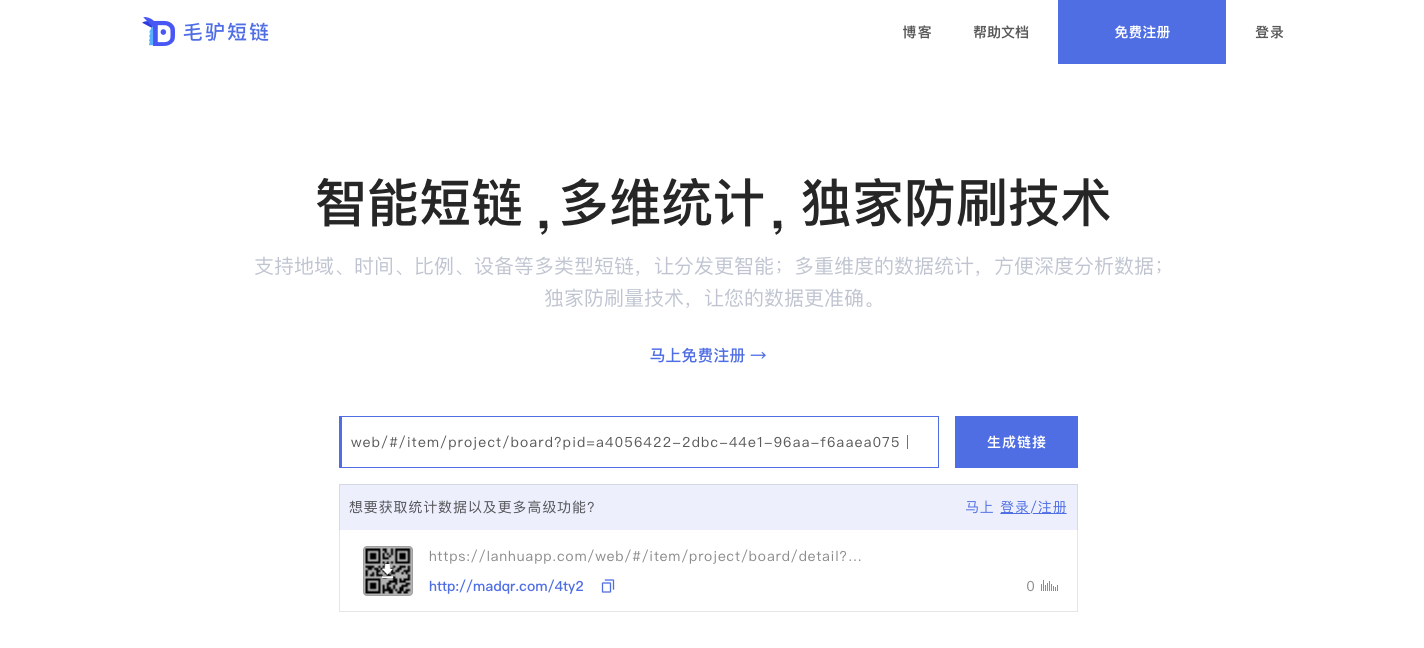 毛驴短链
博客
帮助文档
免费注册
登录
智能短链 , 多维统计, 独家防刷技术
支持地域、时间、比例、设备等多类型短链，让分发更智能；多重维度的数据统计，方便深度分析数据；
独家防刷量技术，让您的数据更准确。
马上免费注册 →
web/#/item/project/board?pid=a4056422-2dbc-44e1-96aa-f6aaea075
生成链接
想要获取统计数据以及更多高级功能?
马上 登录/注册
https://lanhuapp.com/web/#/item/project/board/detail?...
http://madqr.com/4ty2
0